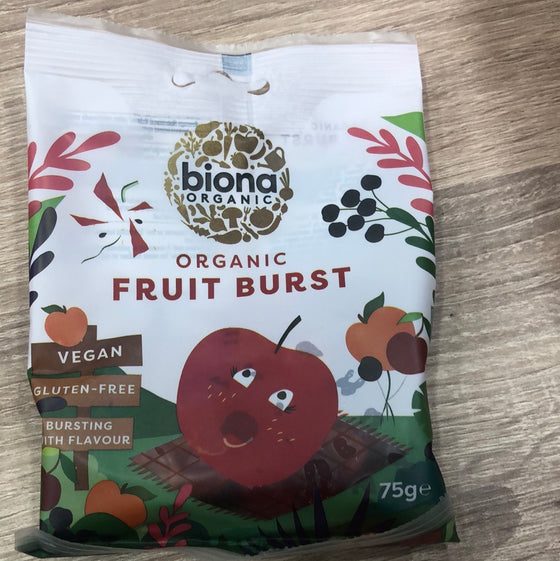 biona
ORGANIC
ORGANIC
FRUIT BURST
VEGAN
GLUTEN-FREE
BURSTING
ITH FLAVOUR
75g℮